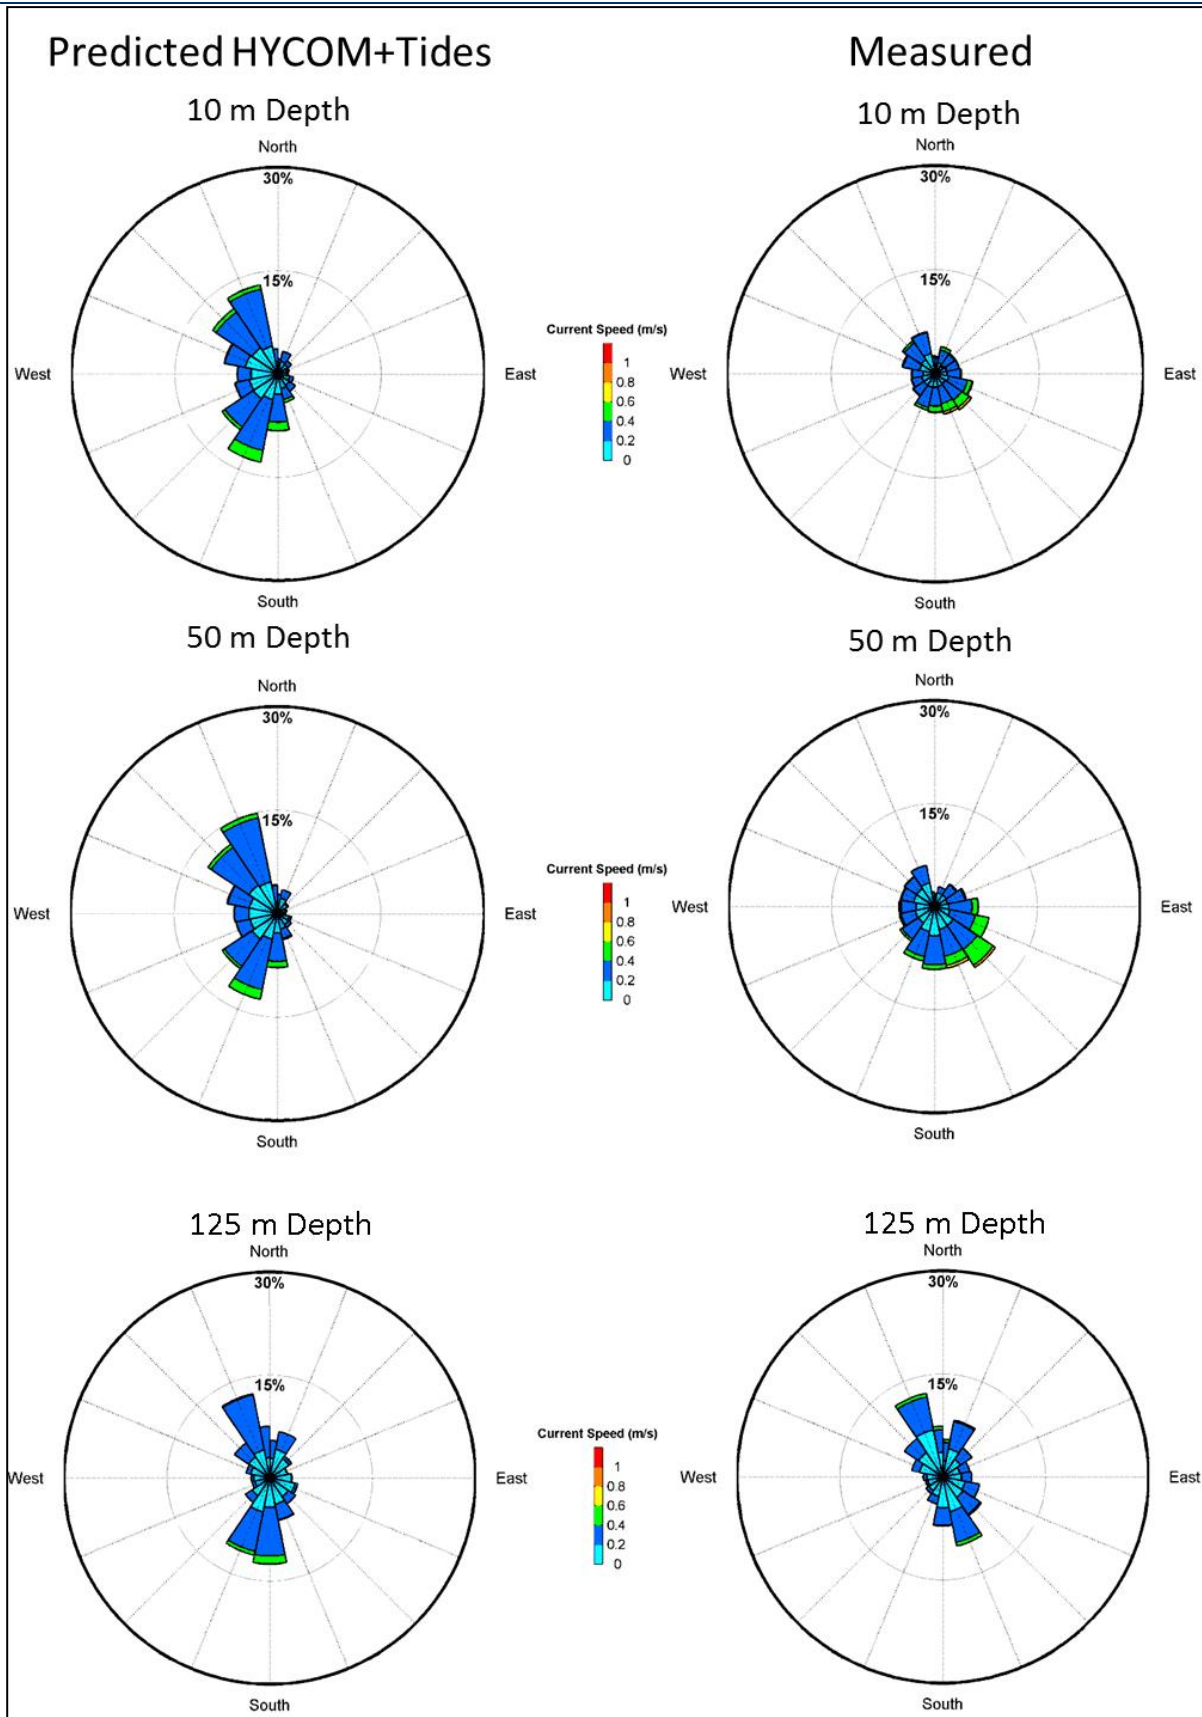 Predicted HYCOM+Tides
Measured
10 m Depth
10 m Depth
North
30%
15%
West
East
South
Current Speed (m/s)
1
0.8
0.6
0.4
0.2
0
North
30%
15%
West
East
South
50 m Depth
50 m Depth
North
30%
15%
West
East
South
Current Speed (m/s)
1
0.8
0.6
0.4
0.2
0
North
30%
15%
West
East
South
125 m Depth
125 m Depth
North
30%
15%
West
East
South
Current Speed (m/s)
1
0.8
0.6
0.4
0.2
0
North
30%
15%
West
East
South